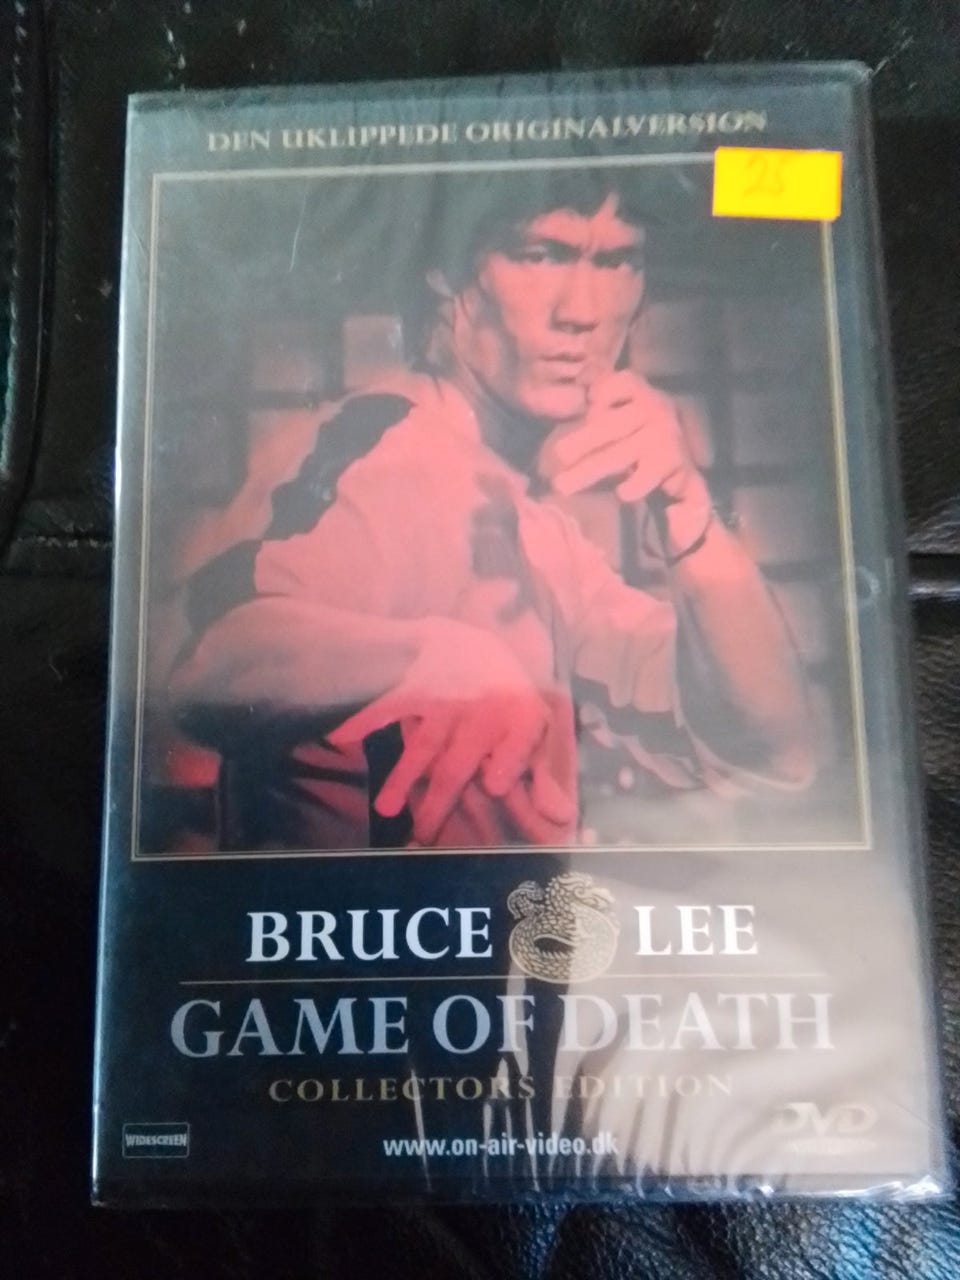 DEN UKLIPPEDE ORIGINALVERSION
25
BRUCE LEE
GAME OF DEATH
COLLECTORS EDITION
WIDESCREEN
DVD
www.on-air-video.dk